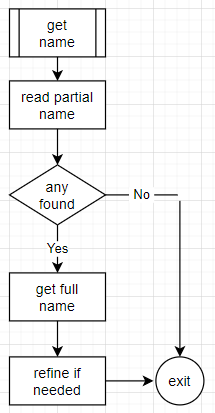 get
name
read partial
name
any
found
No
Yes
get full
name
refine if
needed
exit